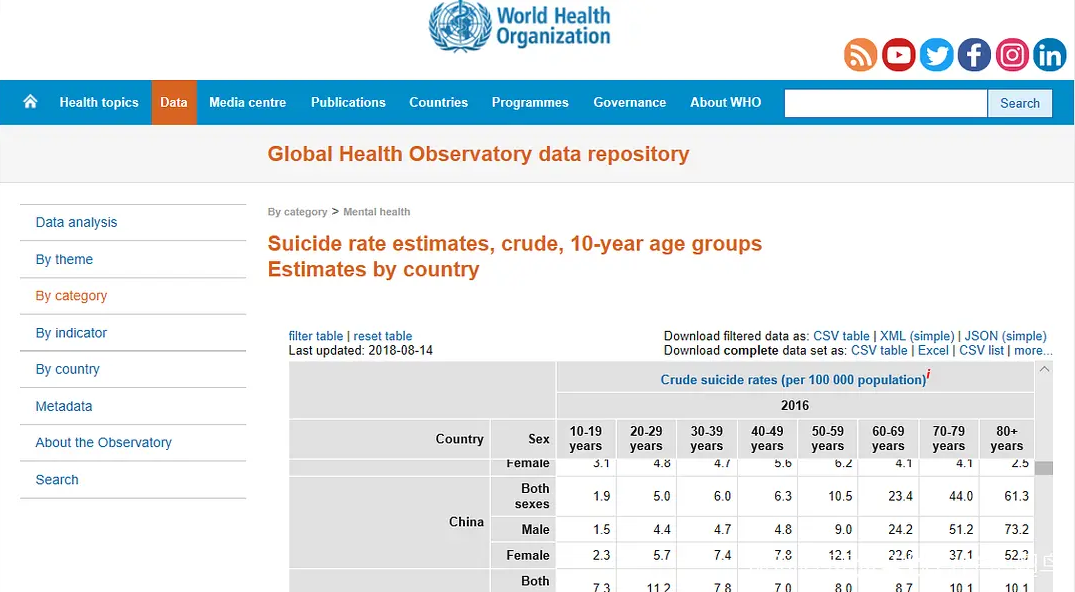 World Health
Organization
Health topics Data Media centre Publications Countries Programmes Governance About WHO Search
Global Health Observatory data repository
Data analysis
By theme
By category
By indicator
By country
Metadata
About the Observatory
Search
By category > Mental health
Suicide rate estimates, crude, 10-year age groups
Estimates by country
filter table | reset table
Last updated: 2018-08-14
Download filtered data as: CSV table | XML (simple) | JSON (simple)
Download complete data set as: CSV table | Excel | CSV list | more...
Crude suicide rates (per 100 000 population) i
2016
Country Sex 10-19 years 20-29 years 30-39 years 40-49 years 50-59 years 60-69 years 70-79 years 80+ years
Female 3.1 4.8 4.7 5.6 6.2 4.1 4.1 2.5
China
Both sexes 1.9 5.0 6.0 6.3 10.5 23.4 44.0 61.3
Male 1.5 4.4 4.7 4.8 9.0 24.2 51.2 73.2
Female 2.3 5.7 7.4 7.8 12.1 22.6 37.1
Both 7.3 11.2 7.8 7.0 8.0 8.7 10.1 10.1